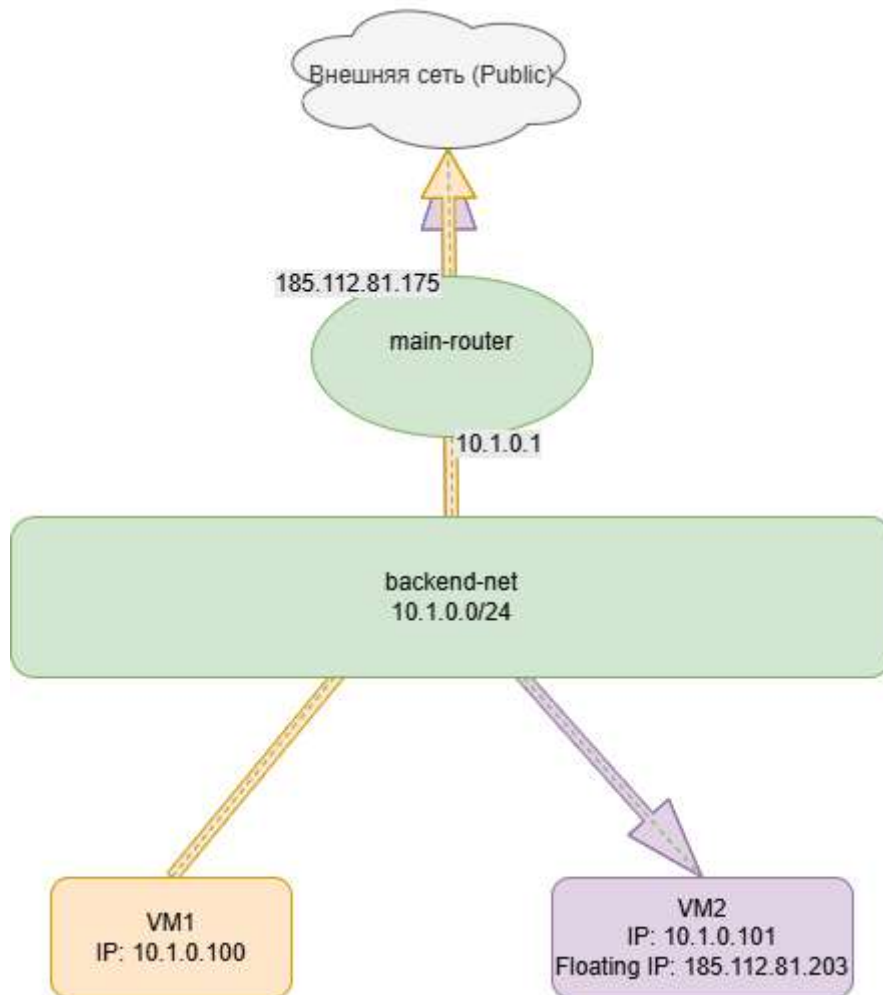 Внешняя сеть (Public)
185.112.81.175
main-router
10.1.0.1
backend-net
10.1.0.0/24
VM1
IP: 10.1.0.100
VM2
IP: 10.1.0.101
Floating IP: 185.112.81.203